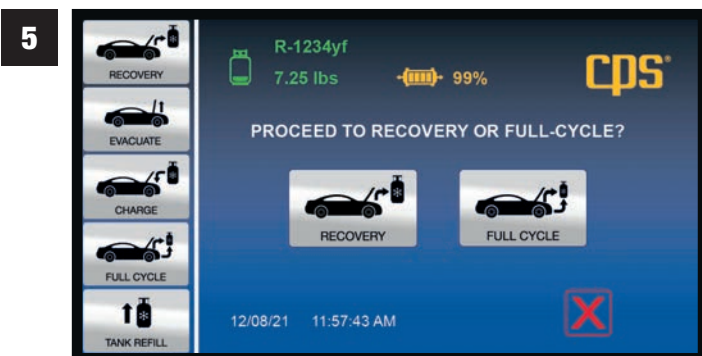 5
RECOVERY
EVACUATE
CHARGE
FULL CYCLE
TANK REFILL
R-1234yf
7.25 lbs
99%
cps®
PROCEED TO RECOVERY OR FULL-CYCLE?
RECOVERY
FULL CYCLE
12/08/21 11:57:43 AM